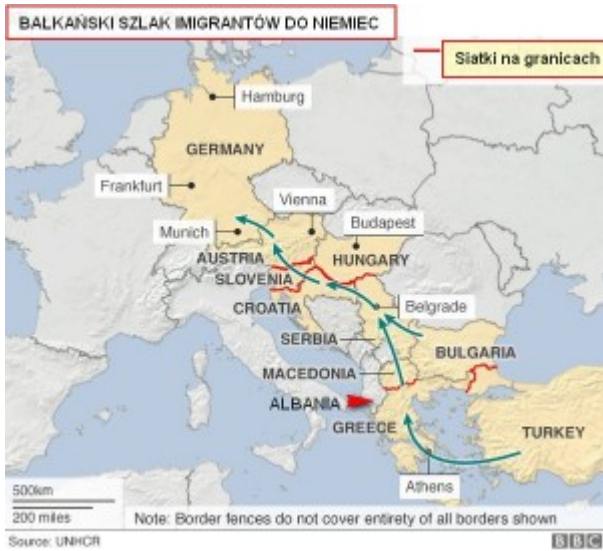 BALKAŃSKI SZLAK IMIGRANTÓW DO NIEMIEC
Siatki na granicach
Hamburg
GERMANY
Frankfurt
Vienna
Budapest
Munich
AUSTRIA
HUNGARY
SLOVENIA
CROATIA
Belgrade
SERBIA
BULGARIA
MACEDONIA
ALBANIA
GREECE
TURKEY
Athens
500km
200 miles
Note: Border fences do not cover entirety of all borders shown
Source: UNHCR
BBC